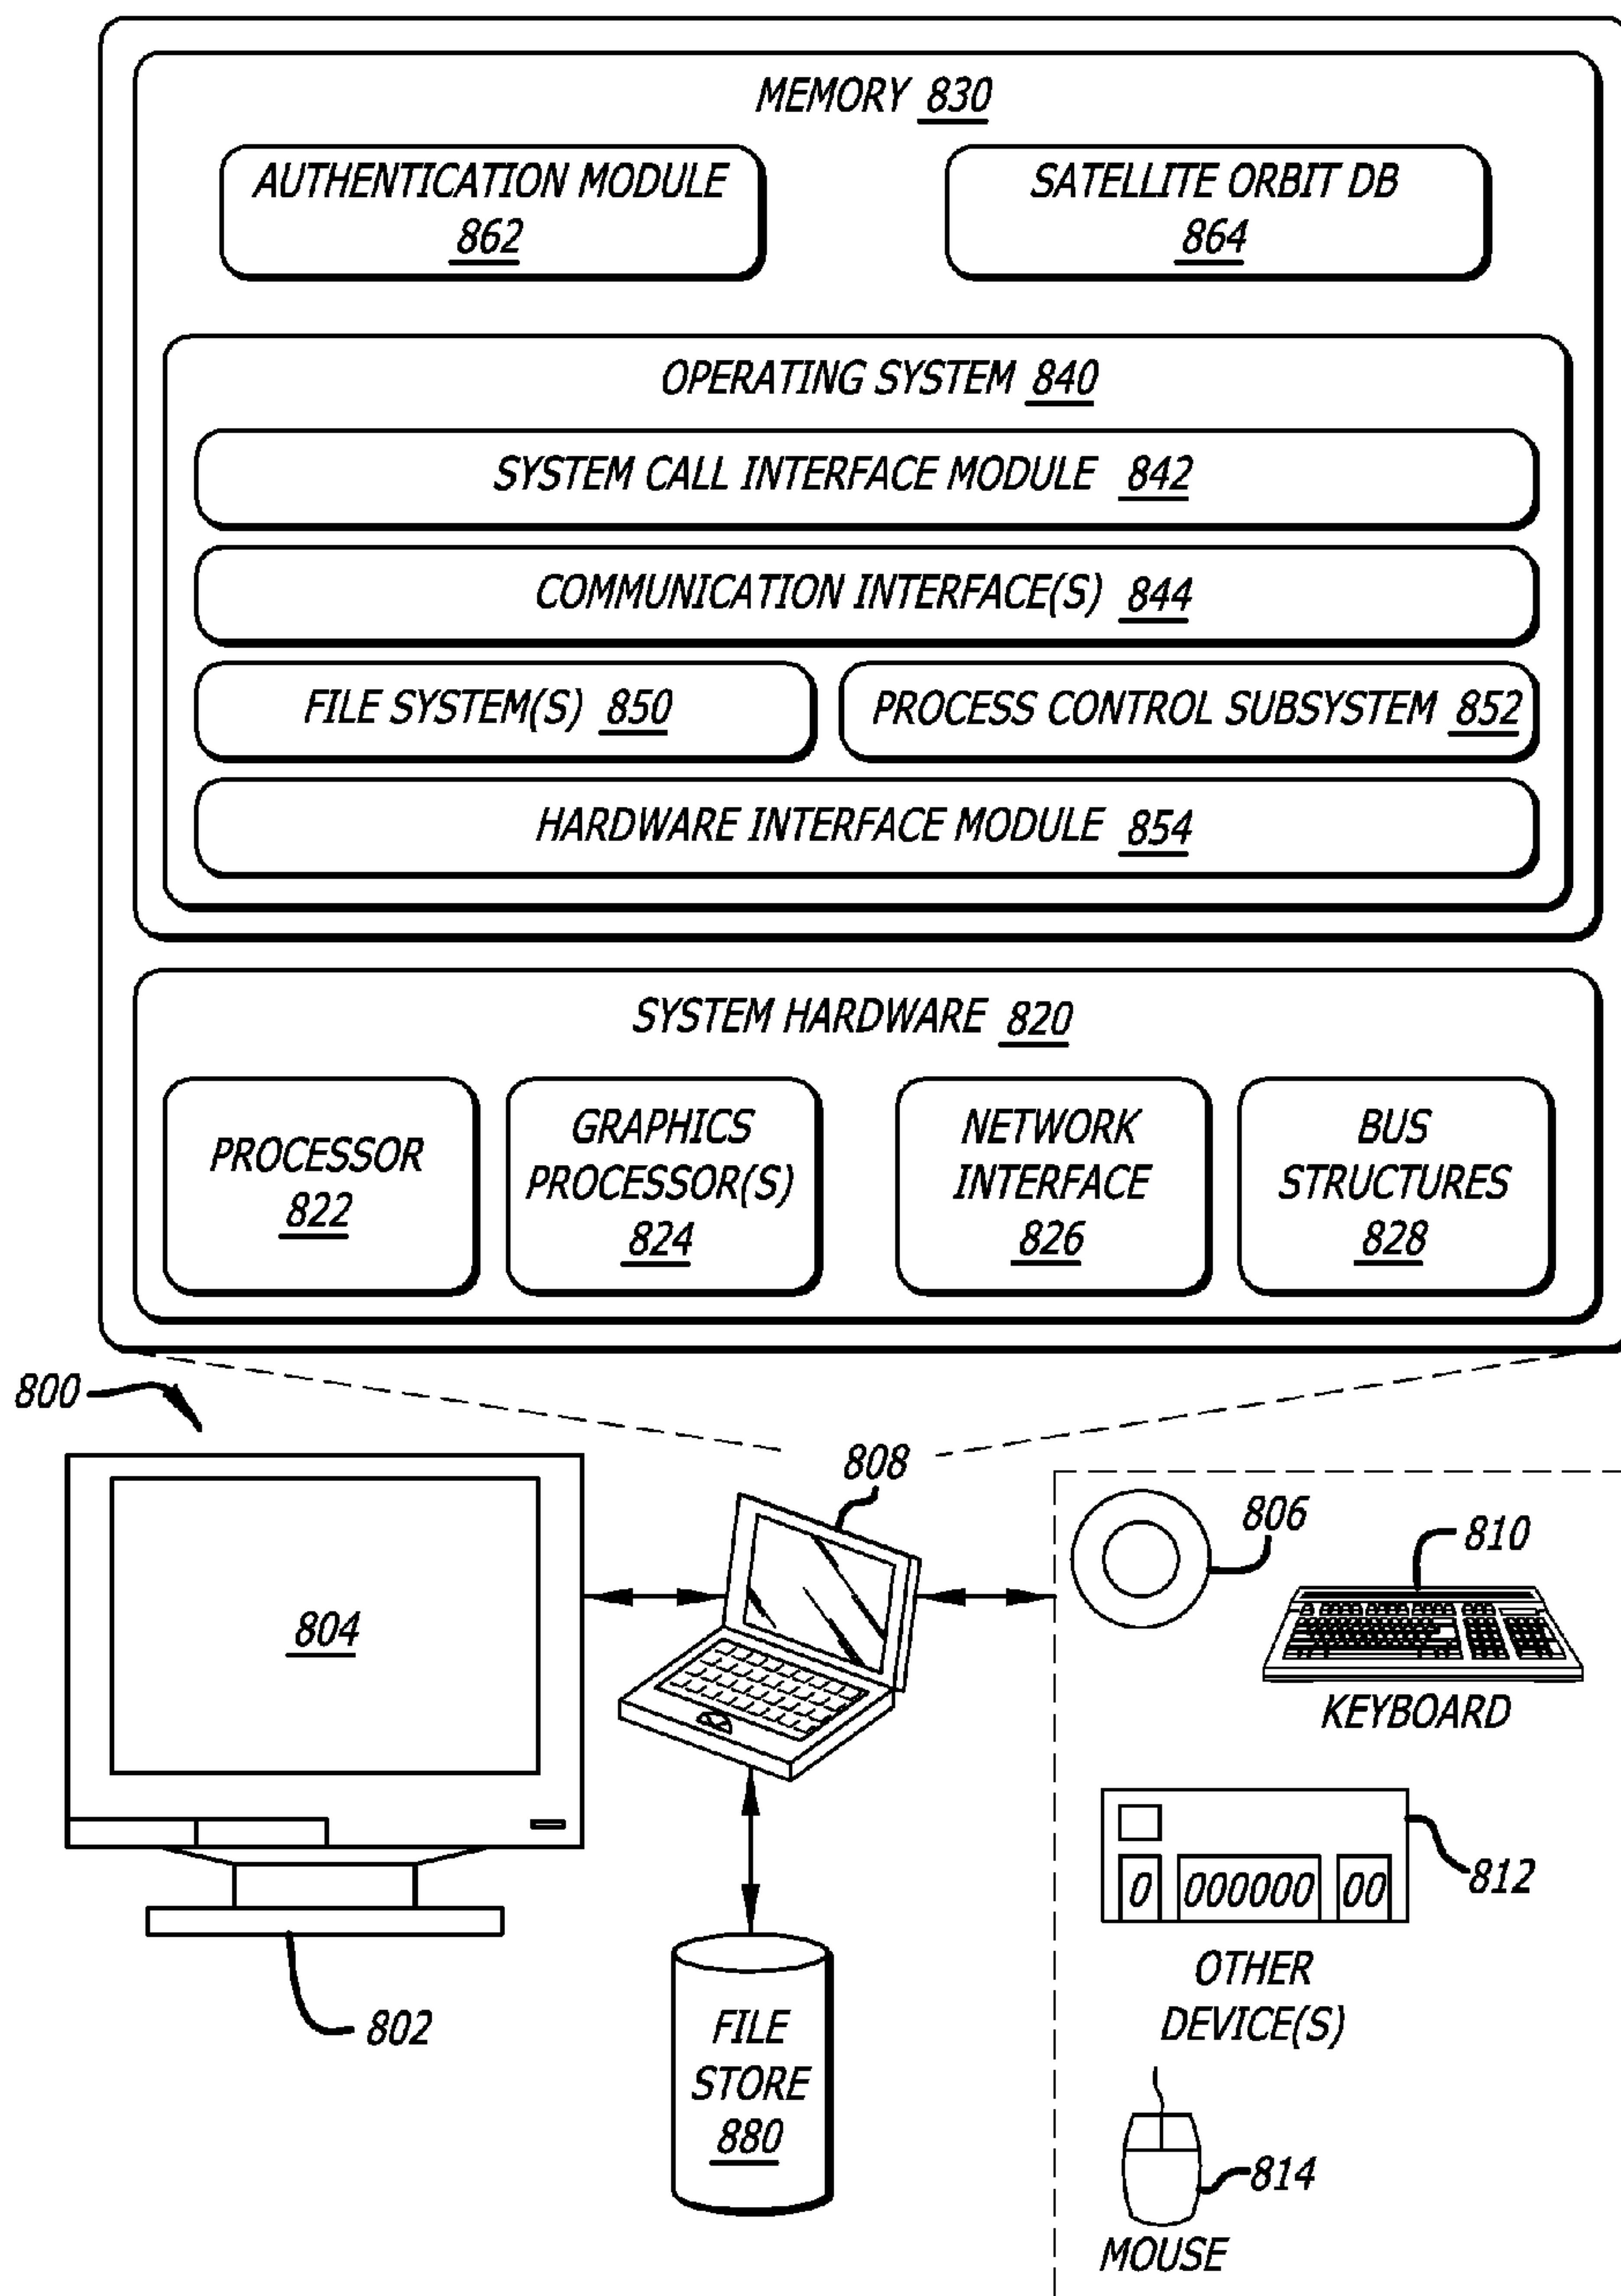 MEMORY 830
AUTHENTICATION MODULE
862
SATELLITE ORBIT DB
864
OPERATING SYSTEM 840
SYSTEM CALL INTERFACE MODULE 842
COMMUNICATION INTERFACE(S) 844
FILE SYSTEM(S) 850
PROCESS CONTROL SUBSYSTEM 852
HARDWARE INTERFACE MODULE 854
SYSTEM HARDWARE 820
PROCESSOR
822
GRAPHICS
PROCESSOR(S)
824
NETWORK
INTERFACE
826
BUS
STRUCTURES
828
800
808
806
810
804
KEYBOARD
812
0 000000 00
OTHER
DEVICE(S)
802
FILE
STORE
880
814
MOUSE